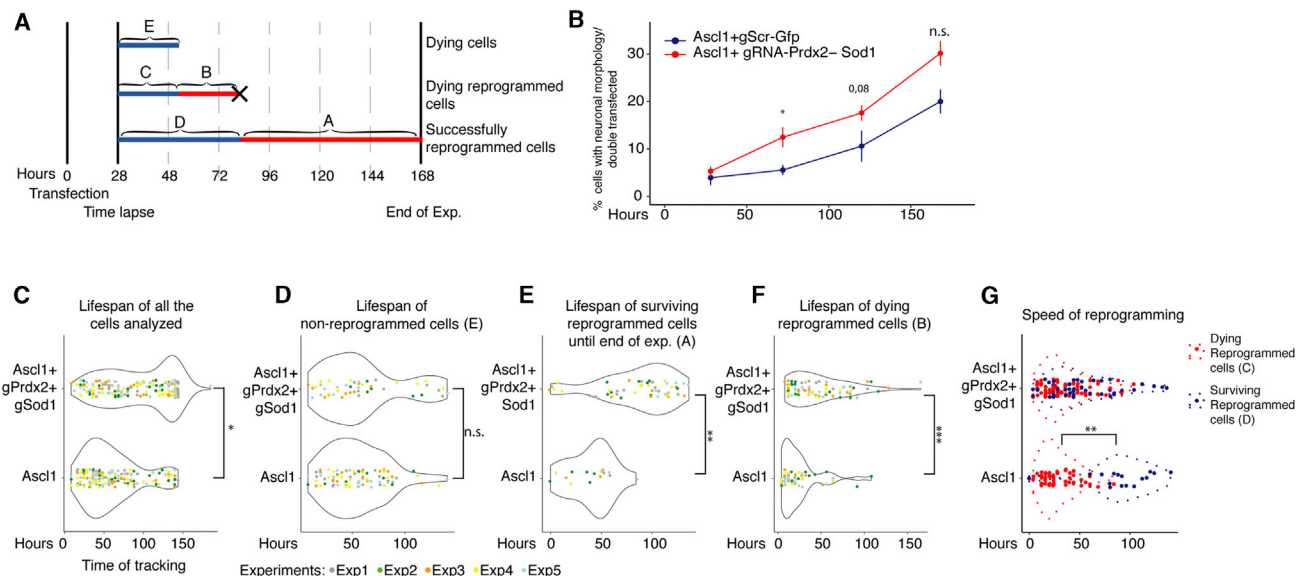 A
E
Dying cells
C B
Dying reprogrammed
cells
D A
Successfully
reprogrammed cells
Hours 28 48 72 96 120 144 168
Transfection
Time lapse End of Exp.
B
Ascl1+gScr-Gfp
Ascl1+ gRNA-Prdx2– Sod1
n.s.
0,08
*
% cells with neuronal morphology/
double transfected
30
20
10
0
Hours 0 50 100 150
C
Lifespan of all the
cells analyzed
Ascl1+
gPrdx2+
gSod1
*
Ascl1
Hours 0 50 100 150
Time of tracking
D
Lifespan of
non-reprogrammed cells (E)
Ascl1+
gPrdx2+
gSod1
n.s.
Ascl1
Hours 50 100
E
Lifespan of surviving
reprogrammed cells
until end of exp. (A)
Ascl1+
gPrdx2+
Sod1
**
Ascl1
Hours 0 50 100
F
Lifespan of dying
reprogrammed cells (B)
Ascl1+
gPrdx2+
gSod1
***
Ascl1
Hours 0 50 100 150
G
Speed of reprogramming
Ascl1+
gPrdx2+
gSod1
**
Ascl1
Hours 0 50 100
Dying
Reprogrammed
cells (C)
Surviving
Reprogrammed
cells (D)
Experiments: Exp1 Exp2 Exp3 Exp4 Exp5